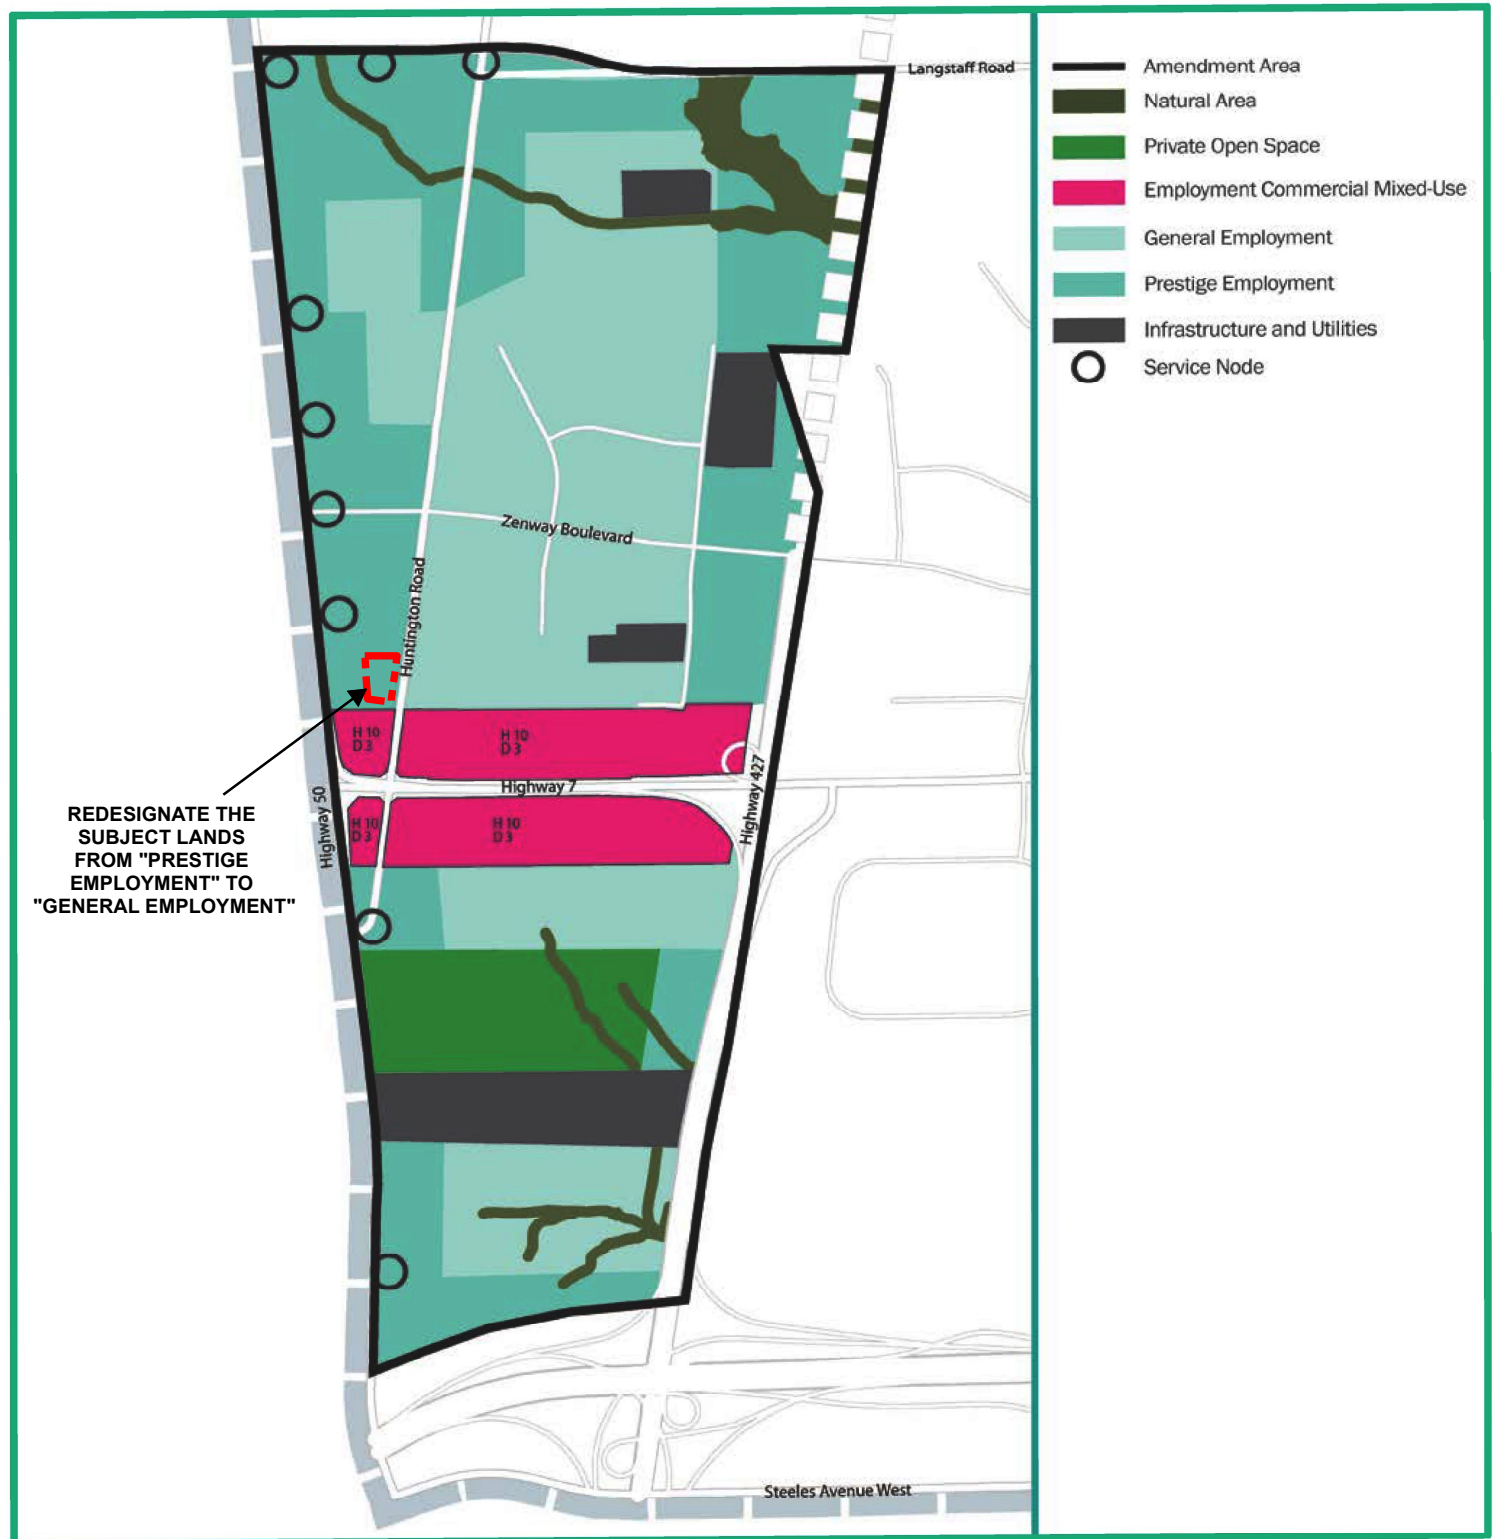 Langstaff Road
Amendment Area
Natural Area
Private Open Space
Employment Commercial Mixed-Use
General Employment
Prestige Employment
Infrastructure and Utilities
Service Node
Zenway Boulevard
Huntington Road
H 10
D 3
H 10
D 3
Highway 7
Highway 427
Highway 50
H 10
D 3
H 10
D 3
REDESIGNATE THE
SUBJECT LANDS
FROM "PRESTIGE
EMPLOYMENT" TO
"GENERAL EMPLOYMENT"
Steeles Avenue West